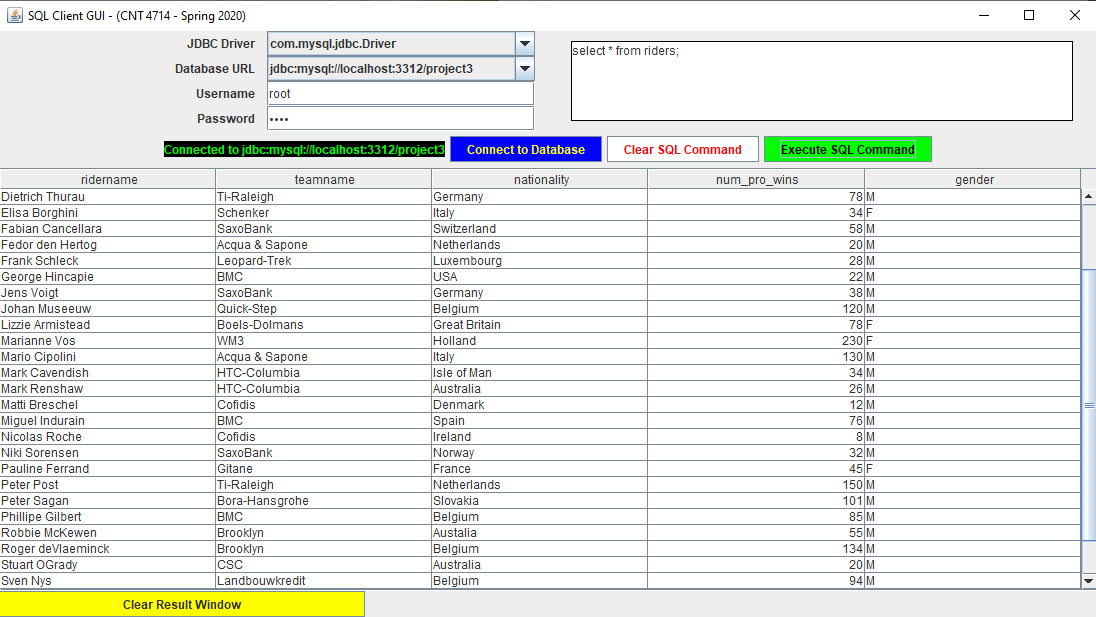 SQL Client GUI - (CNT 4714 - Spring 2020)
JDBC Driver com.mysql.jdbc.Driver
Database URL jdbc:mysql://localhost:3312/project3
Username root
Password ••••
select * from riders;
Connected to jdbc:mysql://localhost:3312/project3 Connect to Database Clear SQL Command Execute SQL Command
ridername teamname nationality num_pro_wins gender
Dietrich Thurau Ti-Raleigh Germany 78 M
Elisa Borghini Schenker Italy 34 F
Fabian Cancellara SaxoBank Switzerland 58 M
Fedor den Hertog Acqua & Sapone Netherlands 20 M
Frank Schleck Leopard-Trek Luxembourg 28 M
George Hincapie BMC USA 22 M
Jens Voigt SaxoBank Germany 38 M
Johan Museeuw Quick-Step Belgium 120 M
Lizzie Armistead Boels-Dolmans Great Britain 78 F
Marianne Vos WM3 Holland 230 F
Mario Cipolini Acqua & Sapone Italy 130 M
Mark Cavendish HTC-Columbia Isle of Man 34 M
Mark Renshaw HTC-Columbia Australia 26 M
Matti Breschel Cofidis Denmark 12 M
Miguel Indurain BMC Spain 76 M
Nicolas Roche Cofidis Ireland 8 M
Niki Sorensen SaxoBank Norway 32 M
Pauline Ferrand Gitane France 45 F
Peter Post Ti-Raleigh Netherlands 150 M
Peter Sagan Bora-Hansgrohe Slovakia 101 M
Phillipe Gilbert BMC Belgium 85 M
Robbie McKewen Brooklyn Austalia 55 M
Roger deVlaeminck Brooklyn Belgium 134 M
Stuart OGrady CSC Australia 20 M
Sven Nys Landbouwkredit Belgium 94 M
Clear Result Window